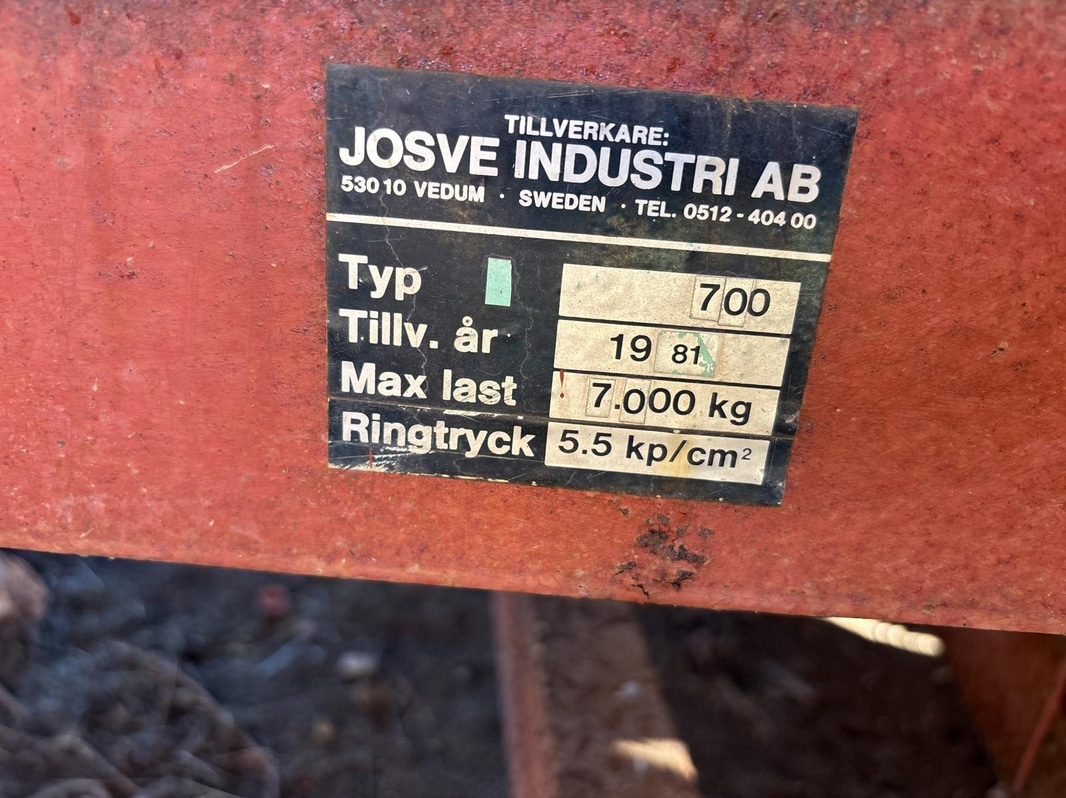 TILLVERKARE:
JOSVE INDUSTRI AB
530 10 VEDUM · SWEDEN · TEL. 0512-404 00
Typ 700
Tillv. år 19 81
Max last 7.000 kg
Ringtryck 5.5 kp/cm²